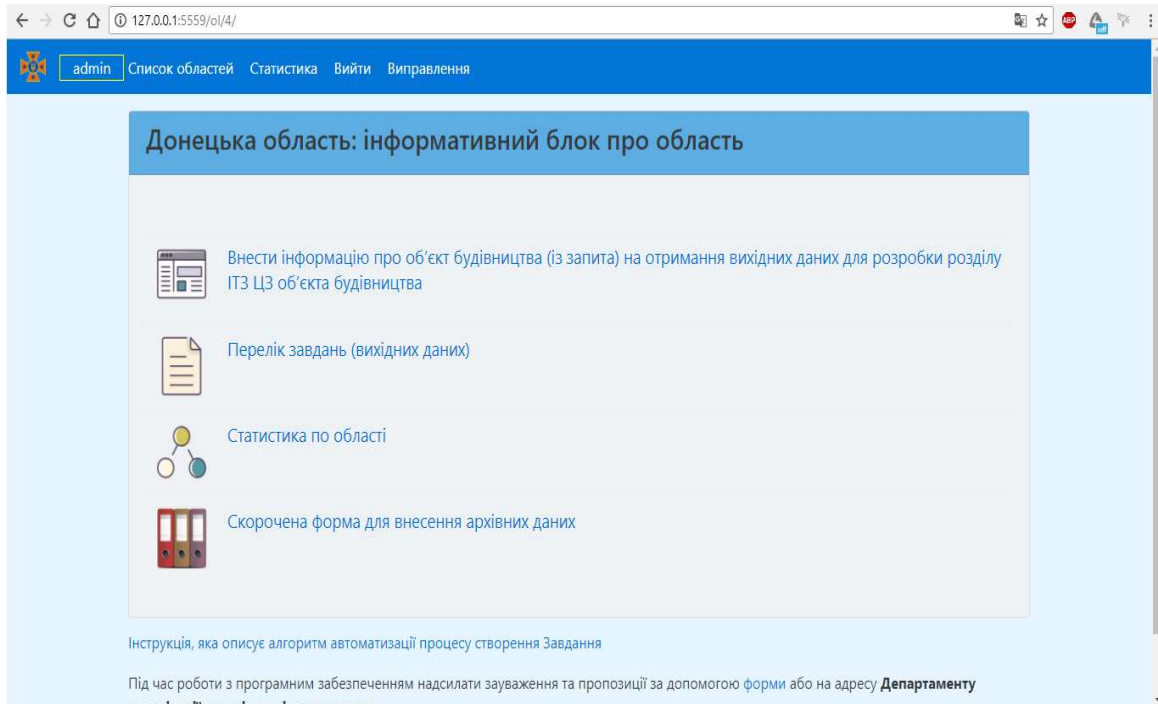 127.0.0.1:5559/ol/4/
ABP
off
admin Список областей Статистика Вийти Виправлення
Донецька область: інформативний блок про область
Внести інформацію про об'єкт будівництва (із запита) на отримання вихідних даних для розробки розділу
ІТЗ ЦЗ об'єкта будівництва
Перелік завдань (вихідних даних)
Статистика по області
Скорочена форма для внесення архівних даних
Інструкція, яка описує алгоритм автоматизації процесу створення Завдання
Під час роботи з програмним забезпеченням надсилати зауваження та пропозиції за допомогою форми або на адресу Департаменту